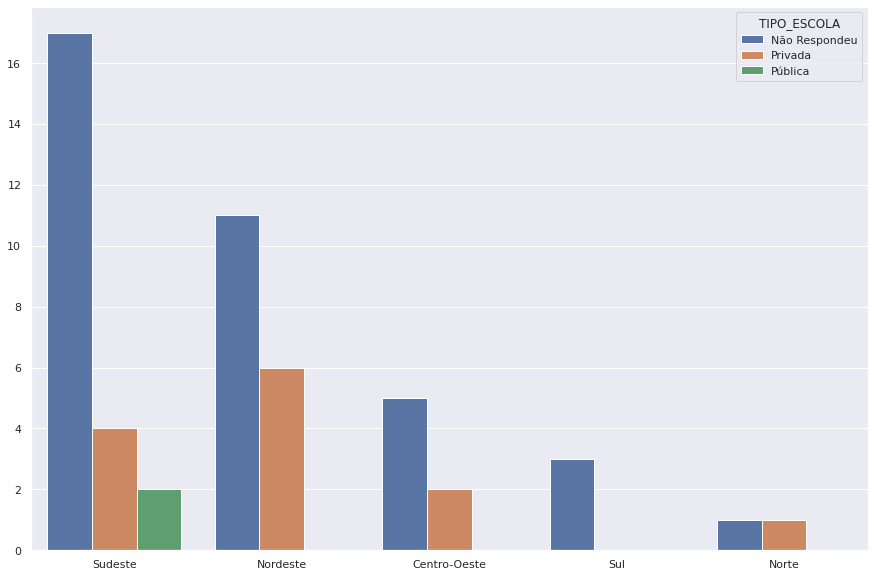 TIPO_ESCOLA
Não Respondeu
Privada
Pública
16
14
12
10
8
6
4
2
0
Sudeste Nordeste Centro-Oeste Sul Norte